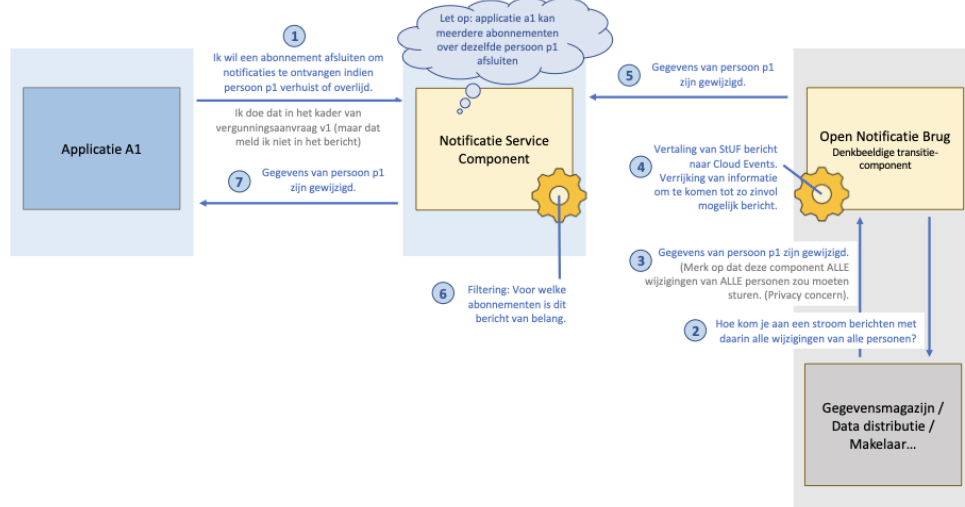 Let op: applicatie a1 kan
meerdere abonnementen
over dezelfde persoon p1
afsluiten
1
Ik wil een abonnement afsluiten om
notificaties te ontvangen indien
persoon p1 verhuist of overlijd.
Ik doe dat in het kader van
vergunningsaanvraag v1 (maar dat
meld ik niet in het bericht)
7
Gegevens van persoon p1
zijn gewijzigd.
Applicatie A1
Notificatie Service
Component
5
Gegevens van persoon p1
zijn gewijzigd.
Open Notificatie Brug
Denkbeeldige transitie-
component
4
Vertaling van StUF bericht
naar Cloud Events.
Verrijking van informatie
om te komen tot zo zinvol
mogelijk bericht.
3
Gegevens van persoon p1 zijn gewijzigd.
(Merk op dat deze component ALLE
wijzigingen van ALLE personen zou moeten
sturen. (Privacy concern).
6
Filtering: Voor welke
abonnementen is dit
bericht van belang.
2
Hoe kom je aan een stroom berichten met
daarin alle wijzigingen van alle personen?
Gegevensmagazijn /
Data distributie /
Makelaar...